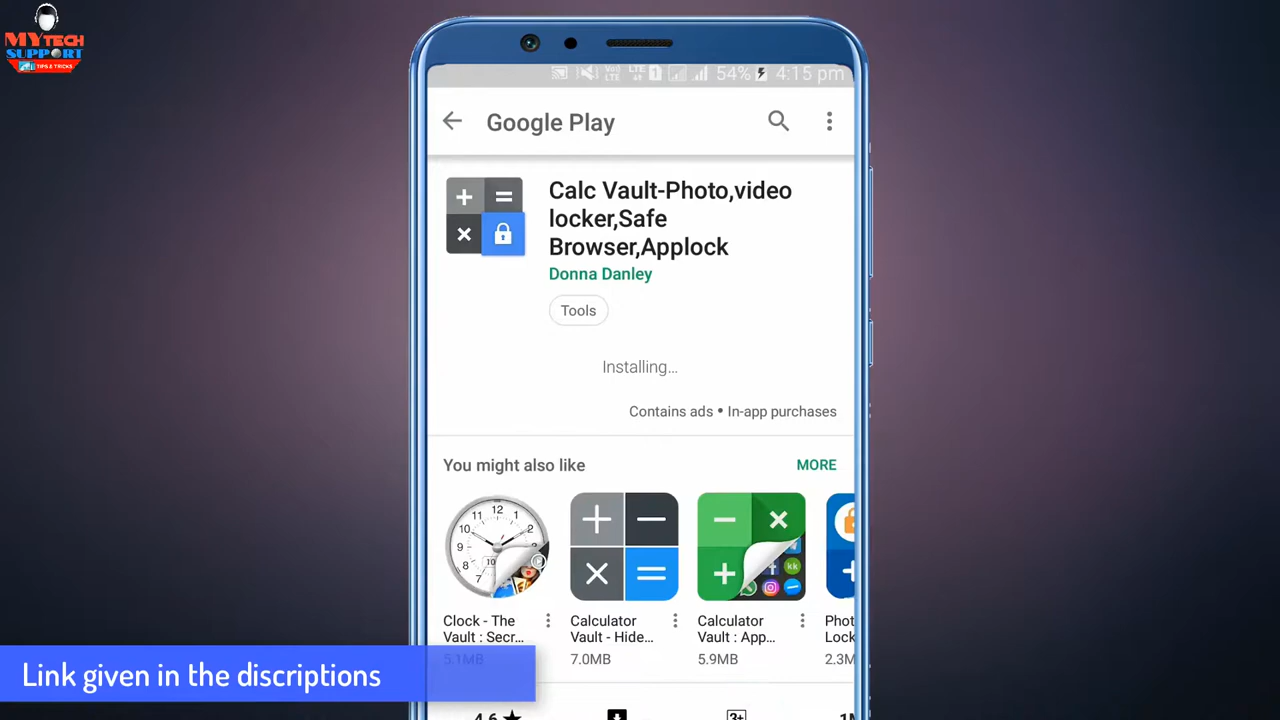 MYTECH
SUPPORT
TIPS & TRICKS
54% 4:15 pm
Google Play
Calc Vault-Photo,video
locker,Safe
Browser,Applock
Donna Danley
Tools
Installing...
Contains ads • In-app purchases
You might also like MORE
Clock - The
Vault : Secr...
5.1MB
Calculator
Vault - Hide...
7.0MB
Calculator
Vault : App...
5.9MB
Phot
Lock
2.3M
Link given in the discriptions
4.6 ★ 3+ 1M